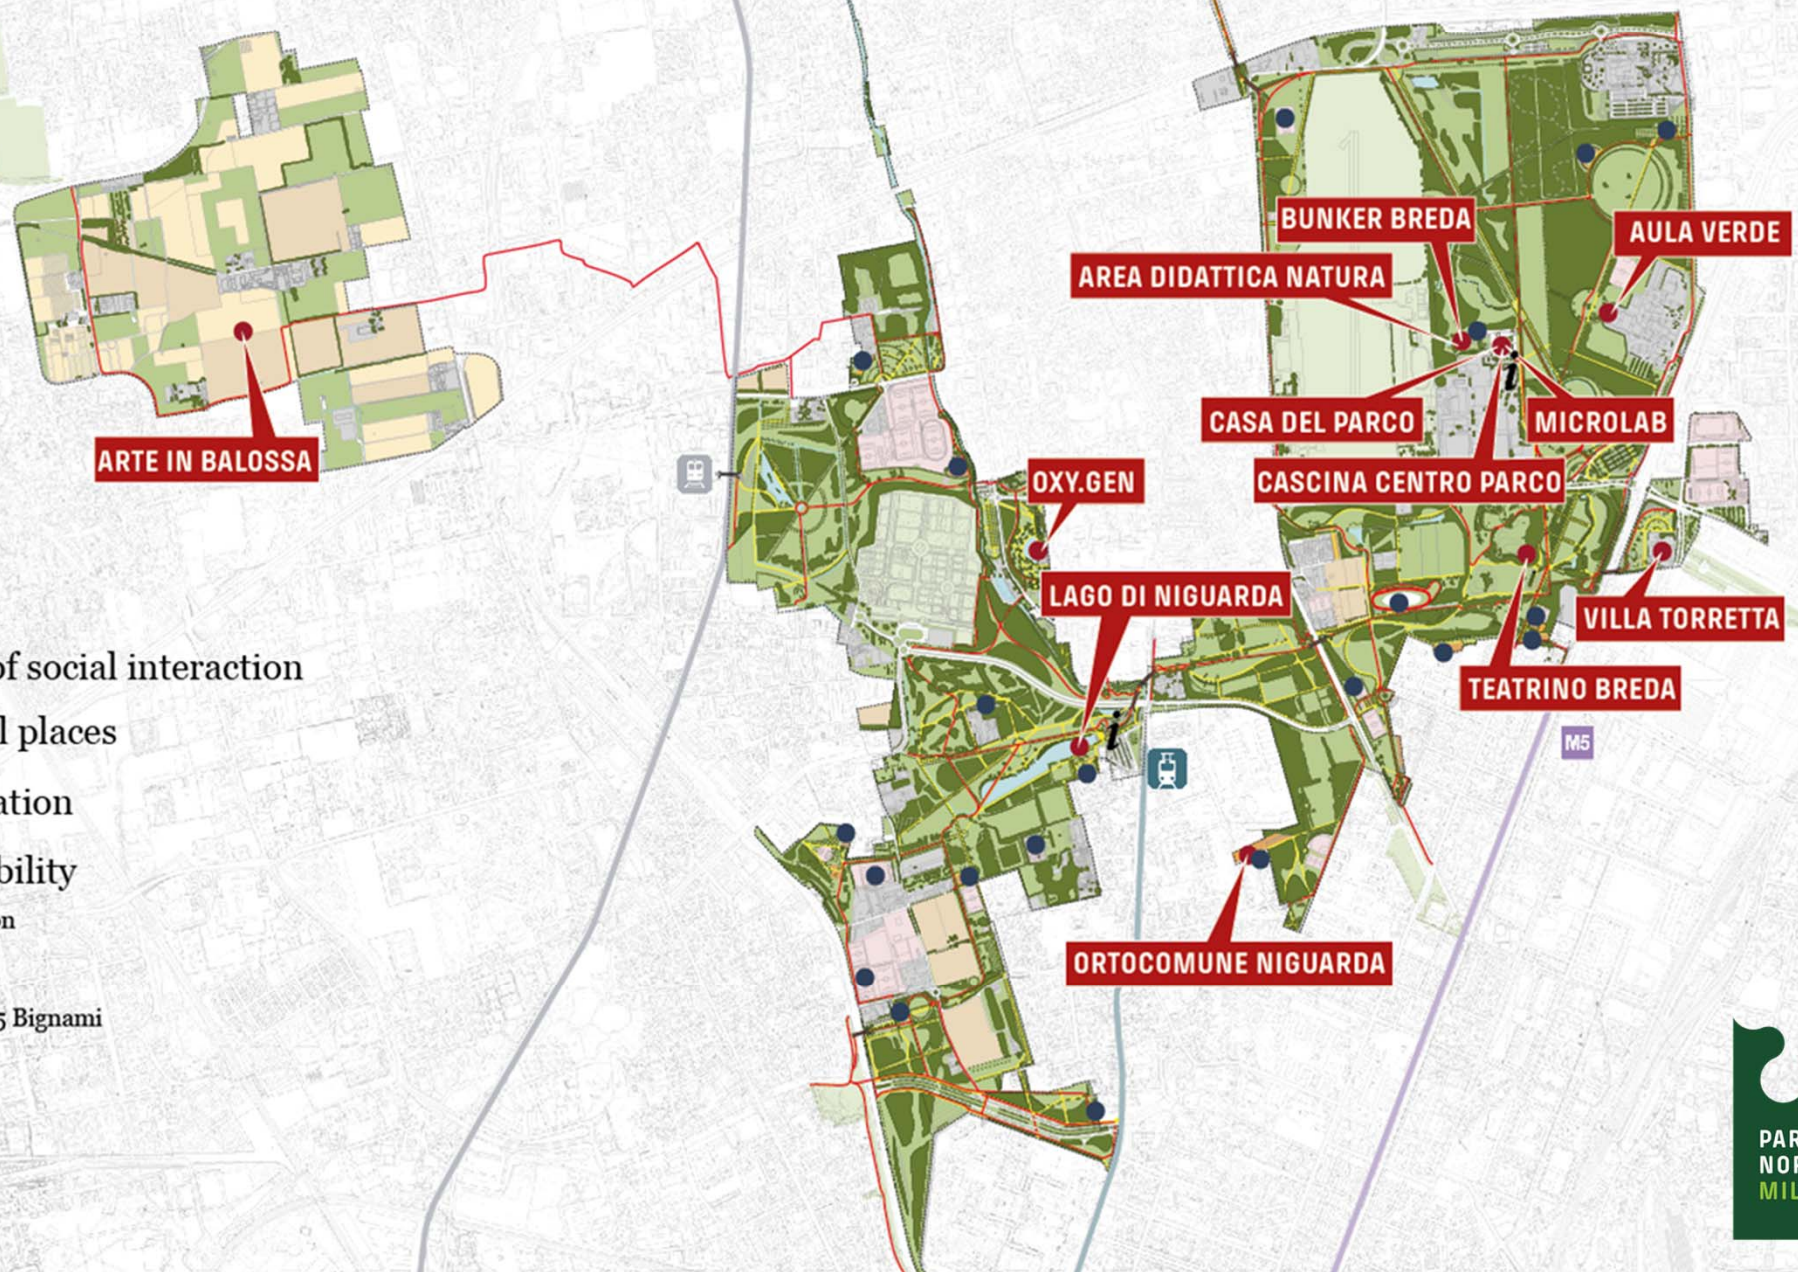 BUNKER BREDA
AULA VERDE
AREA DIDATTICA NATURA
CASA DEL PARCO
MICROLAB
ARTE IN BALOSSA
OXY.GEN
CASCINA CENTRO PARCO
i
LAGO DI NIGUARDA
VILLA TORRETTA
of social interaction
TEATRINO BREDA
l places
i
M5
ation
bility
on
ORTOCOMUNE NIGUARDA
5 Bignami
PAR
NOR
MIL